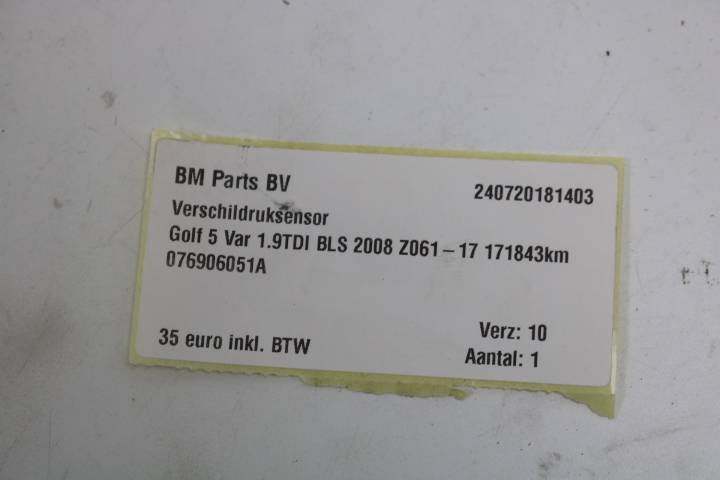 BM Parts BV 240720181403
Verschildruksensor
Golf 5 Var 1.9TDI BLS 2008 Z061-17 171843km
076906051A
35 euro inkl. BTW Verz: 10
Aantal: 1